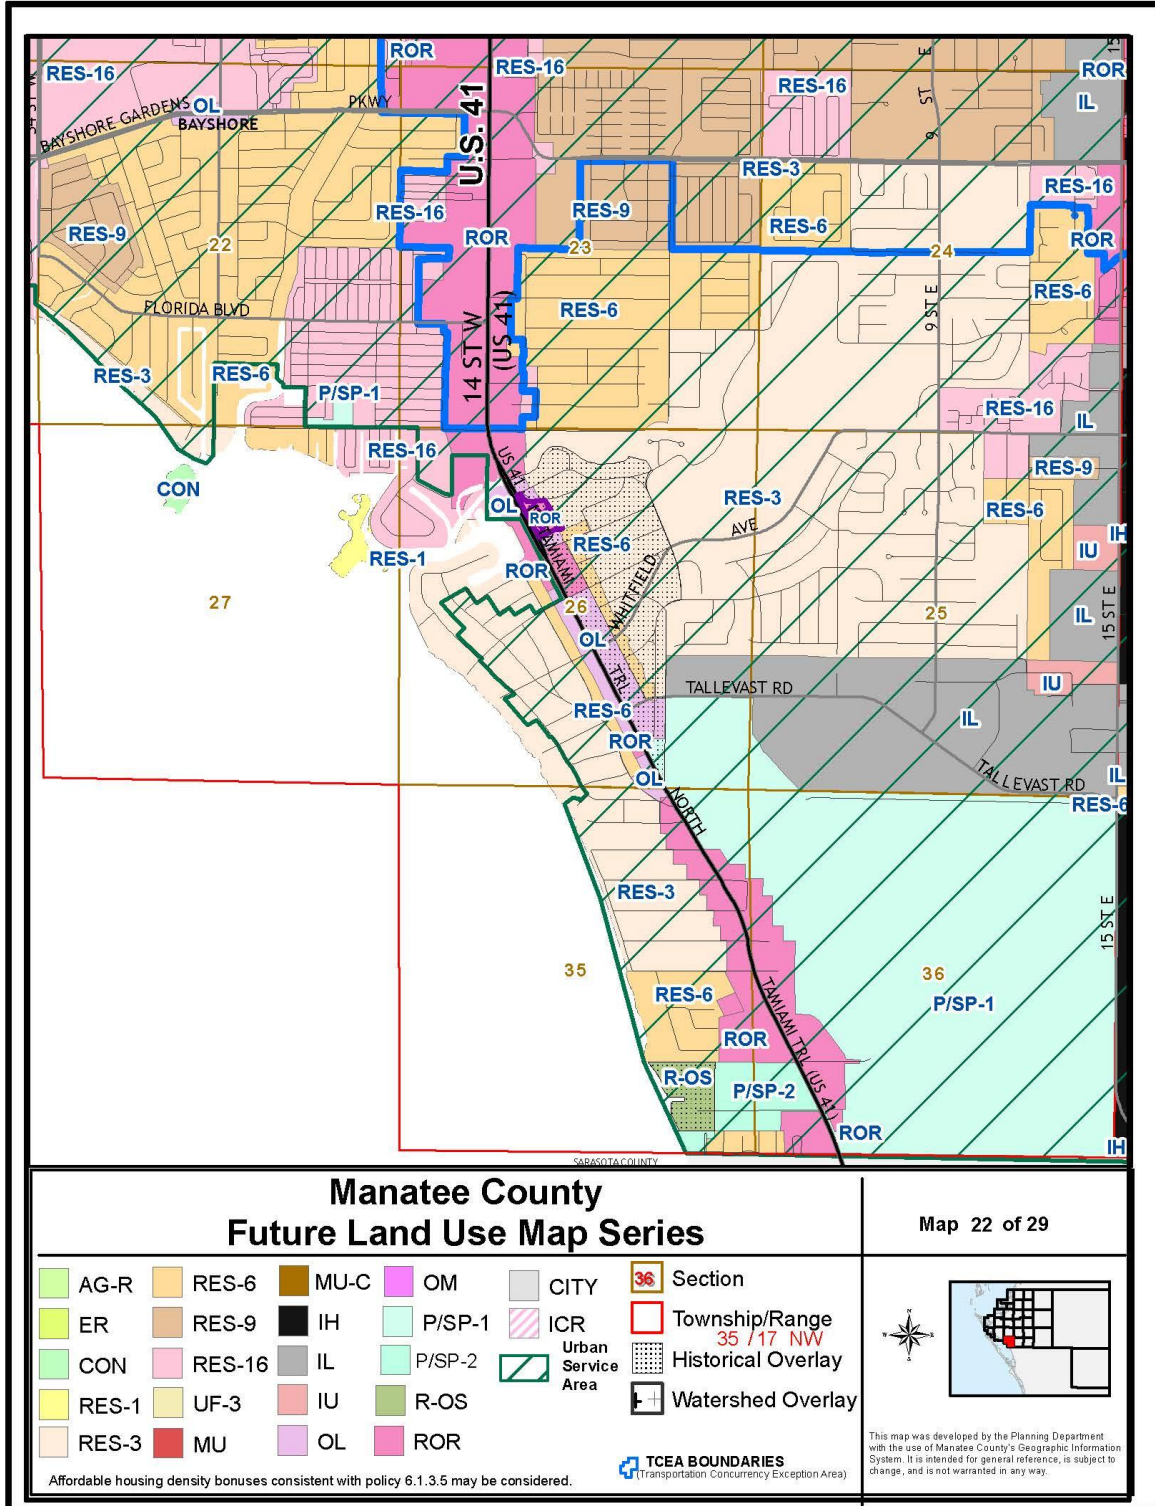 ROR
15
RES-16
RES-16
ROR
34 ST W
RES-16
IL
BAYSHORE GARDENS
OL
PKWY
BAYSHORE
U.S. 41
9 ST E
RES-3
RES-16
RES-9
RES-16
RES-9
RES-6
ROR
ROR
22
23
24
RES-6
FLORIDA BLVD
RES-6
9 ST E
14 ST W
(US 41)
RES-3
RES-6
P/SP-1
RES-16
IL
RES-16
US 41
RES-9
CON
RES-3
OL
ROR
RES-6
AVE
IH
RES-1
RES-6
IU
ROR
TAMIAMI
WHITFIELD
27
26
25
IL
15 ST E
OL
TRL
TALLEVAST RD
IU
RES-6
IL
ROR
OL
TALLEVAST RD
IL
NORTH
RES-6
RES-3
15 ST E
35
36
RES-6
P/SP-1
TAMIAMI TRL (US 41)
ROR
R-OS
P/SP-2
ROR
IH
SARASOTA COUNTY
Manatee County
Future Land Use Map Series
Map 22 of 29
AG-R
RES-6
MU-C
OM
CITY
36 Section
ER
RES-9
IH
P/SP-1
ICR
Township/Range
35 / 17 NW
CON
RES-16
IL
P/SP-2
Urban
Service
Area
Historical Overlay
RES-1
UF-3
IU
R-OS
Watershed Overlay
RES-3
MU
OL
ROR
N
W
E
S
TCEA BOUNDARIES
(Transportation Concurrency Exception Area)
Affordable housing density bonuses consistent with policy 6.1.3.5 may be considered.
This map was developed by the Planning Department
with the use of Manatee County's Geographic Information
System. It is intended for general reference, is subject to
change, and is not warranted in any way.